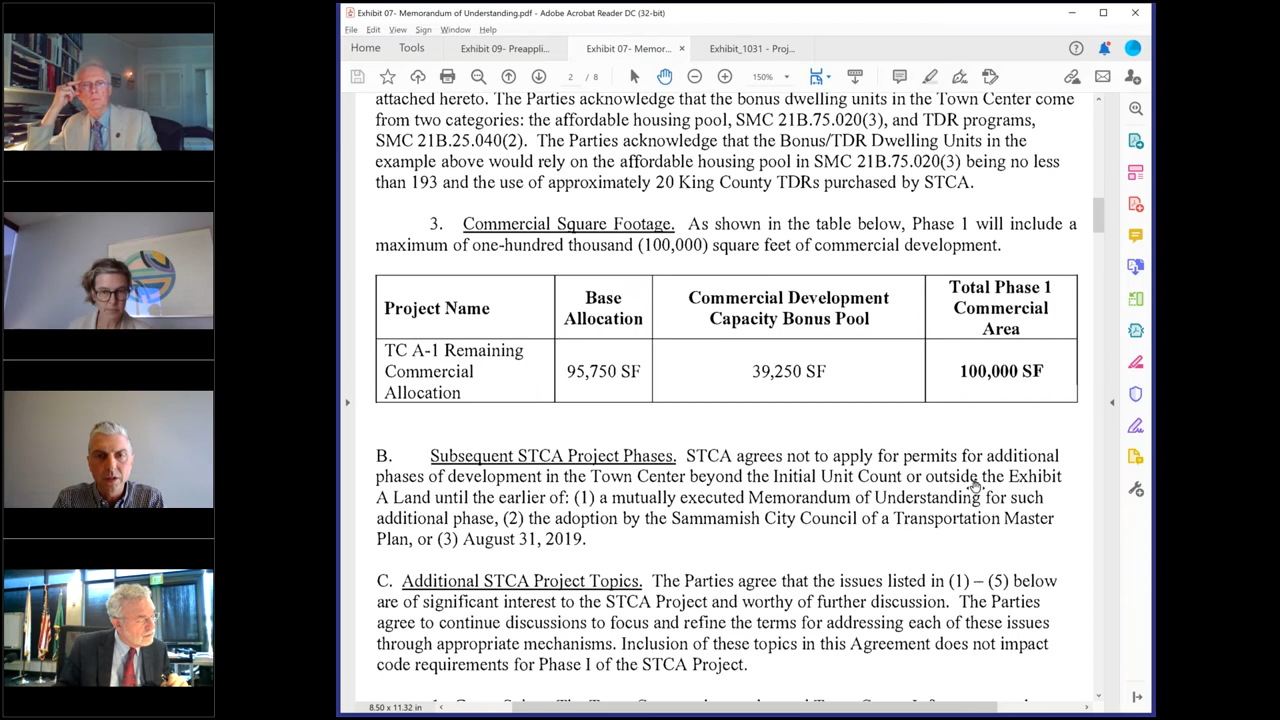 Exhibit 07- Memorandum of Understanding.pdf - Adobe Acrobat Reader DC (32-bit)
File Edit View Sign Window Help
Home Tools Exhibit 09- Preappli... Exhibit 07- Memor... × Exhibit_1031 - Proj...
2 / 8 150%
attached hereto. The Parties acknowledge that the bonus dwelling units in the Town Center come
from two categories: the affordable housing pool, SMC 21B.75.020(3), and TDR programs,
SMC 21B.25.040(2). The Parties acknowledge that the Bonus/TDR Dwelling Units in the
example above would rely on the affordable housing pool in SMC 21B.75.020(3) being no less
than 193 and the use of approximately 20 King County TDRs purchased by STCA.
3. Commercial Square Footage. As shown in the table below, Phase 1 will include a
maximum of one-hundred thousand (100,000) square feet of commercial development.
Project Name
Base
Allocation
Commercial Development
Capacity Bonus Pool
Total Phase 1
Commercial
Area
TC A-1 Remaining
Commercial
Allocation
95,750 SF
39,250 SF
100,000 SF
B. Subsequent STCA Project Phases. STCA agrees not to apply for permits for additional
phases of development in the Town Center beyond the Initial Unit Count or outside the Exhibit
A Land until the earlier of: (1) a mutually executed Memorandum of Understanding for such
additional phase, (2) the adoption by the Sammamish City Council of a Transportation Master
Plan, or (3) August 31, 2019.
C. Additional STCA Project Topics. The Parties agree that the issues listed in (1) – (5) below
are of significant interest to the STCA Project and worthy of further discussion. The Parties
agree to continue discussions to focus and refine the terms for addressing each of these issues
through appropriate mechanisms. Inclusion of these topics in this Agreement does not impact
code requirements for Phase I of the STCA Project.
8.50 x 11.32 in